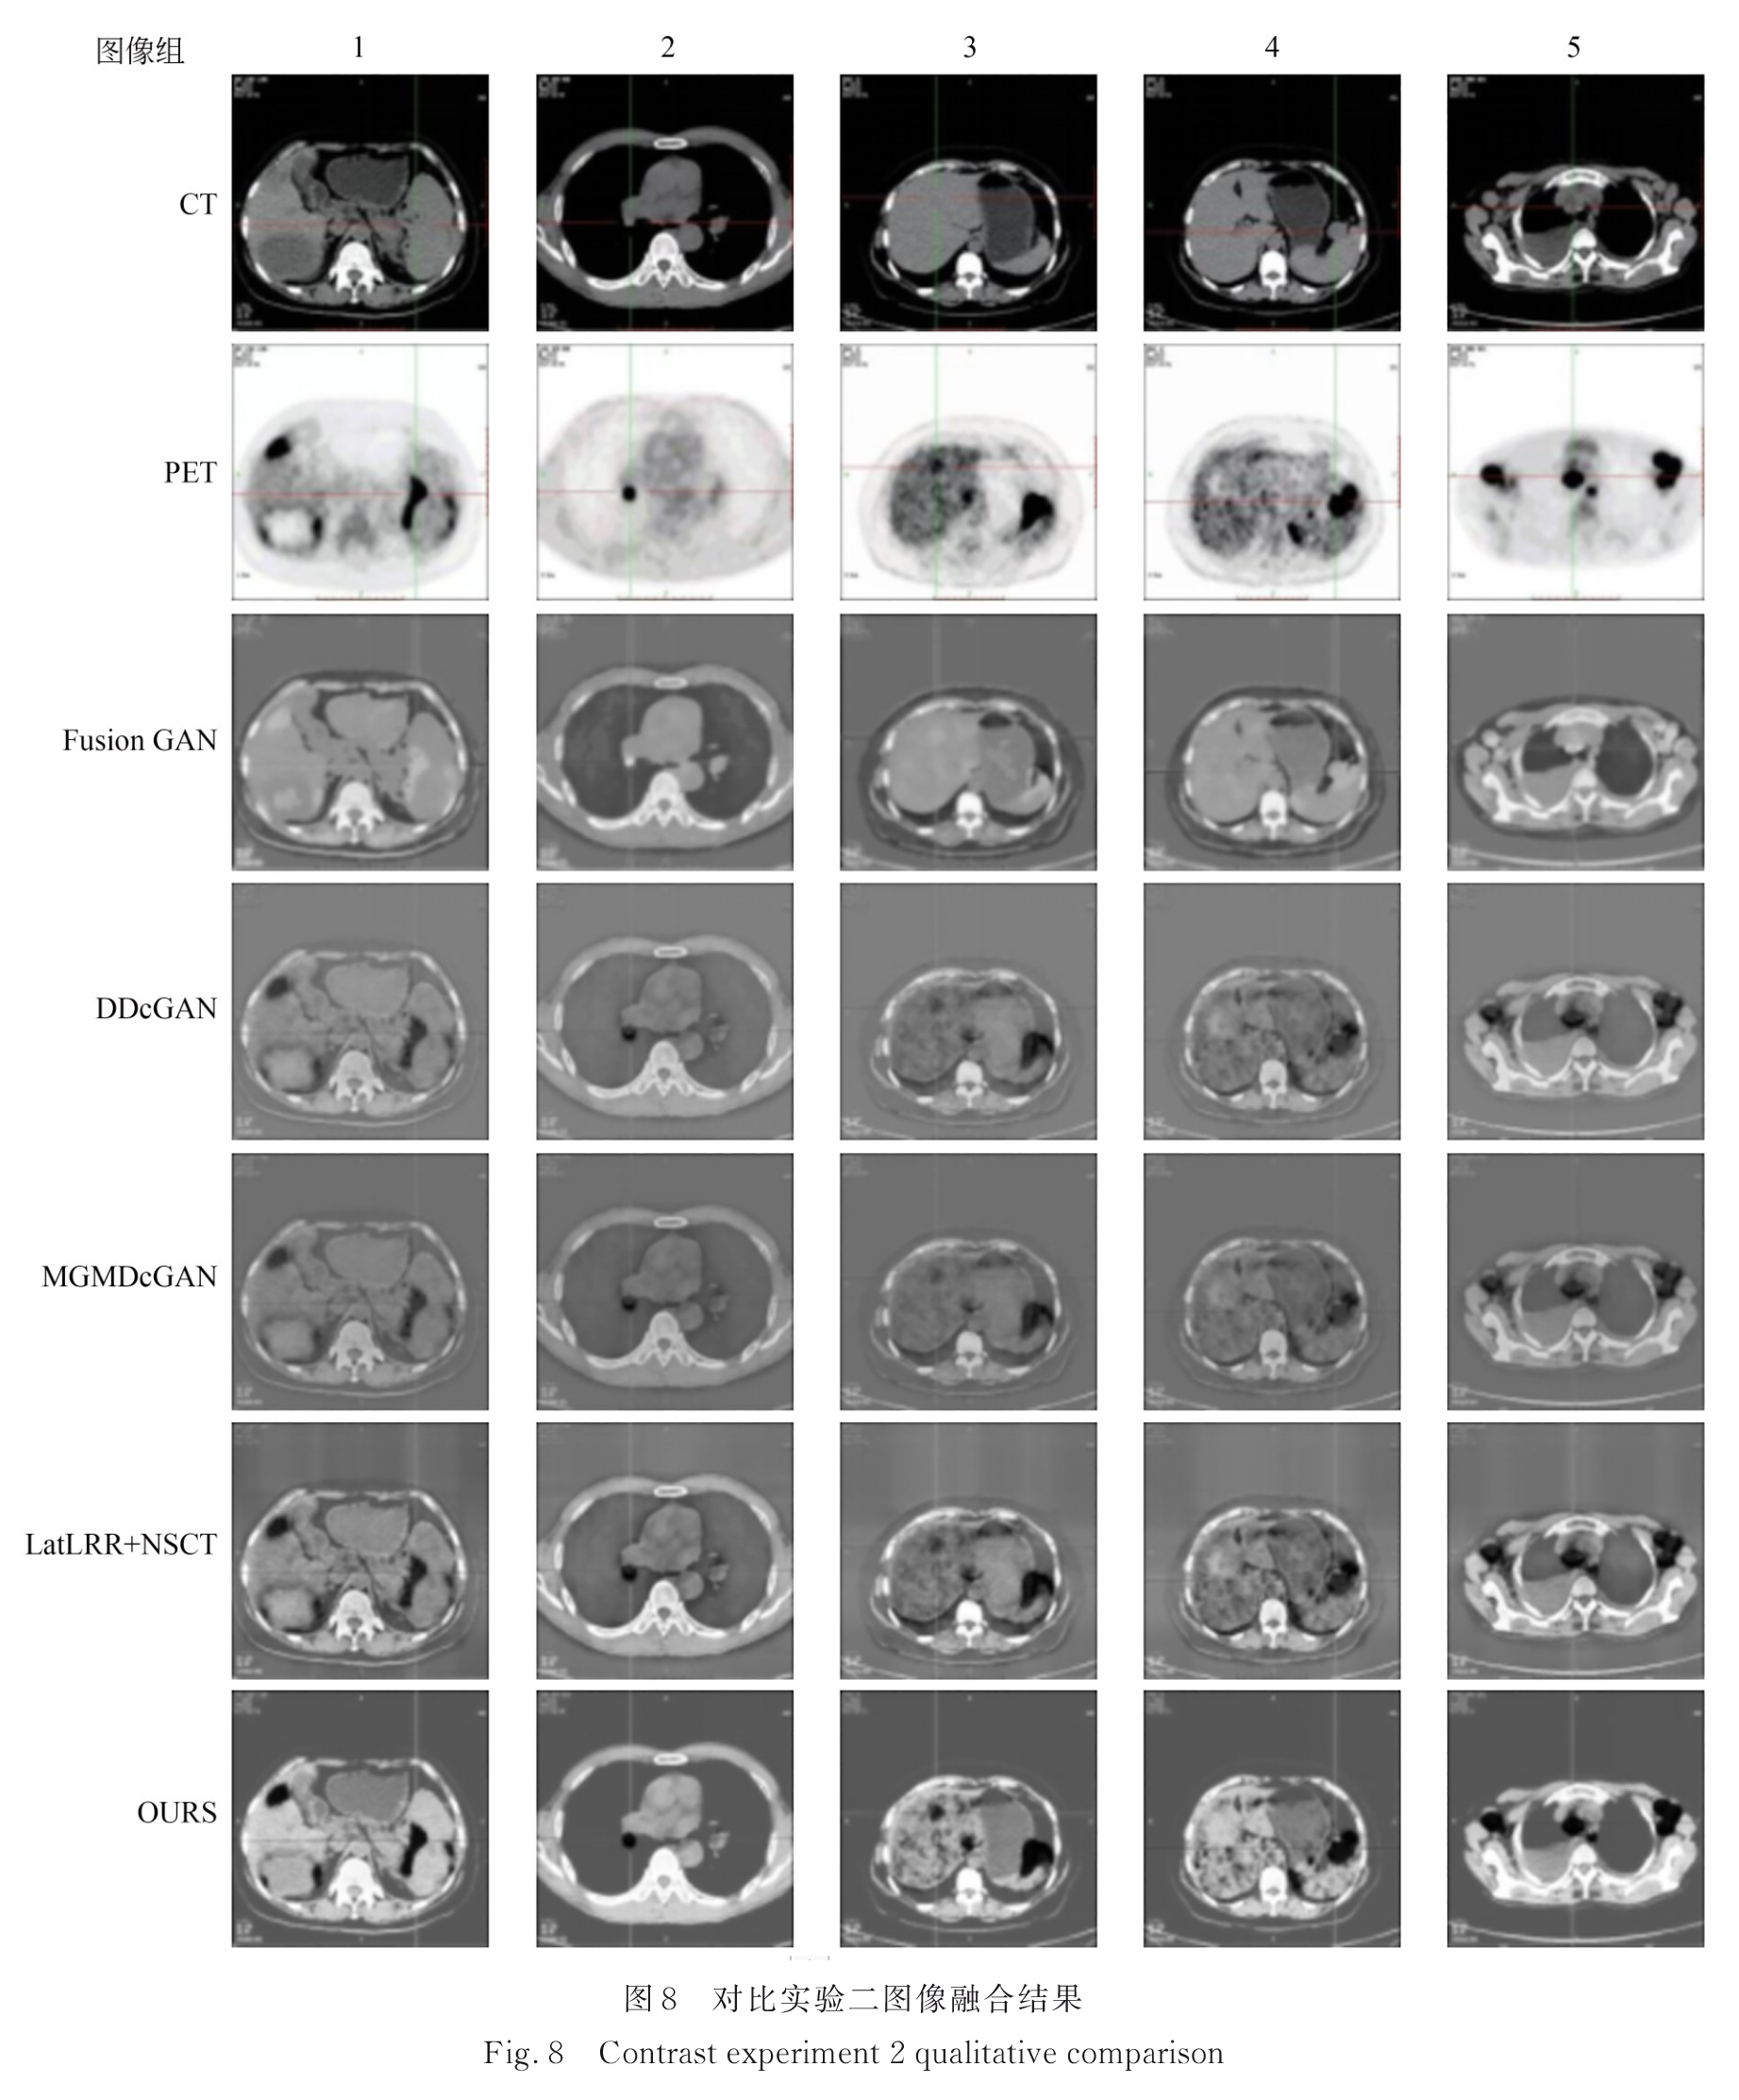 图像组 1 2 3 4 5
CT
PET
Fusion GAN
DDcGAN
MGMDcGAN
LatLRR+NSCT
OURS
图8 对比实验二图像融合结果
Fig. 8 Contrast experiment 2 qualitative comparison